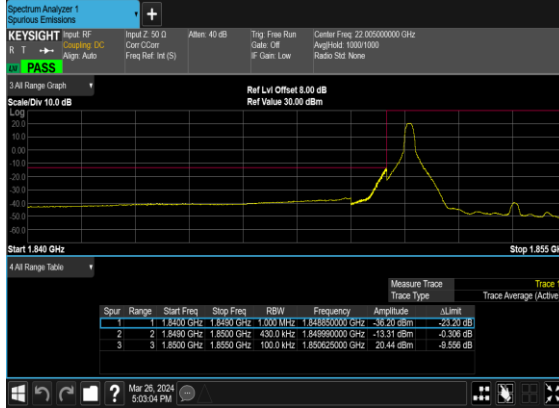 Spectrum Analyzer 1
Spurious Emissions
+
KEYSIGHT Input: RF Input Z: 50 Ω Atten: 40 dB Trig: Free Run Center Freq: 22.005000000 GHz
R T Coupling: DC Corr CCorr Gate: Off Avg|Hold: 1000/1000
Align: Auto Freq Ref: Int (S) IF Gain: Low Radio Std: None
PASS
3 All Range Graph
Ref Lvl Offset 8.00 dB
Scale/Div 10.0 dB Ref Value 30.00 dBm
Log
20.0
10.0
0.00
-10.0
-20.0
-30.0
-40.0
-50.0
-60.0
Start 1.840 GHz Stop 1.855 G
4 All Range Table
Measure Trace Trace 1
Trace Type Trace Average (Active
Spur Range Start Freq Stop Freq RBW Frequency Amplitude ΔLimit
1 1 1.8400 GHz 1.8490 GHz 1.000 MHz 1.848850000 GHz -36.20 dBm -23.20 dB
2 2 1.8490 GHz 1.8500 GHz 430.0 kHz 1.849990000 GHz -13.31 dBm -0.306 dB
3 3 1.8500 GHz 1.8550 GHz 100.0 kHz 1.850625000 GHz 20.44 dBm -9.556 dB
? Mar 26, 2024
5:03:04 PM